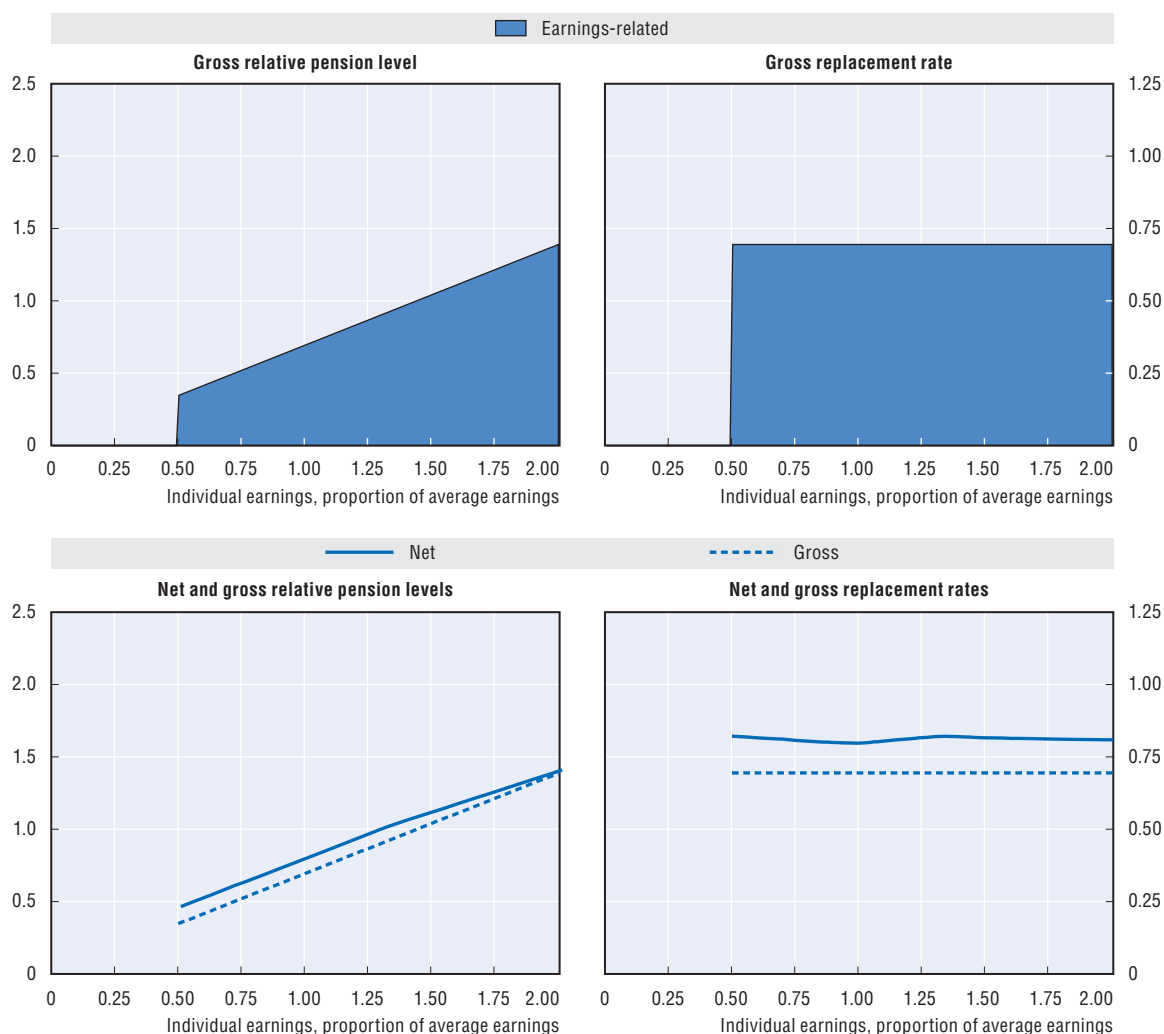 Earnings-related
Gross relative pension level
Gross replacement rate
2.5
2.0
1.5
1.0
0.5
0
0 0.25 0.50 0.75 1.00 1.25 1.50 1.75 2.00
Individual earnings, proportion of average earnings
1.25
1.00
0.75
0.50
0.25
0
0 0.25 0.50 0.75 1.00 1.25 1.50 1.75 2.00
Individual earnings, proportion of average earnings
Net Gross
Net and gross relative pension levels
Net and gross replacement rates
2.5
2.0
1.5
1.0
0.5
0
0 0.25 0.50 0.75 1.00 1.25 1.50 1.75 2.00
Individual earnings, proportion of average earnings
1.25
1.00
0.75
0.50
0.25
0
0 0.25 0.50 0.75 1.00 1.25 1.50 1.75 2.00
Individual earnings, proportion of average earnings